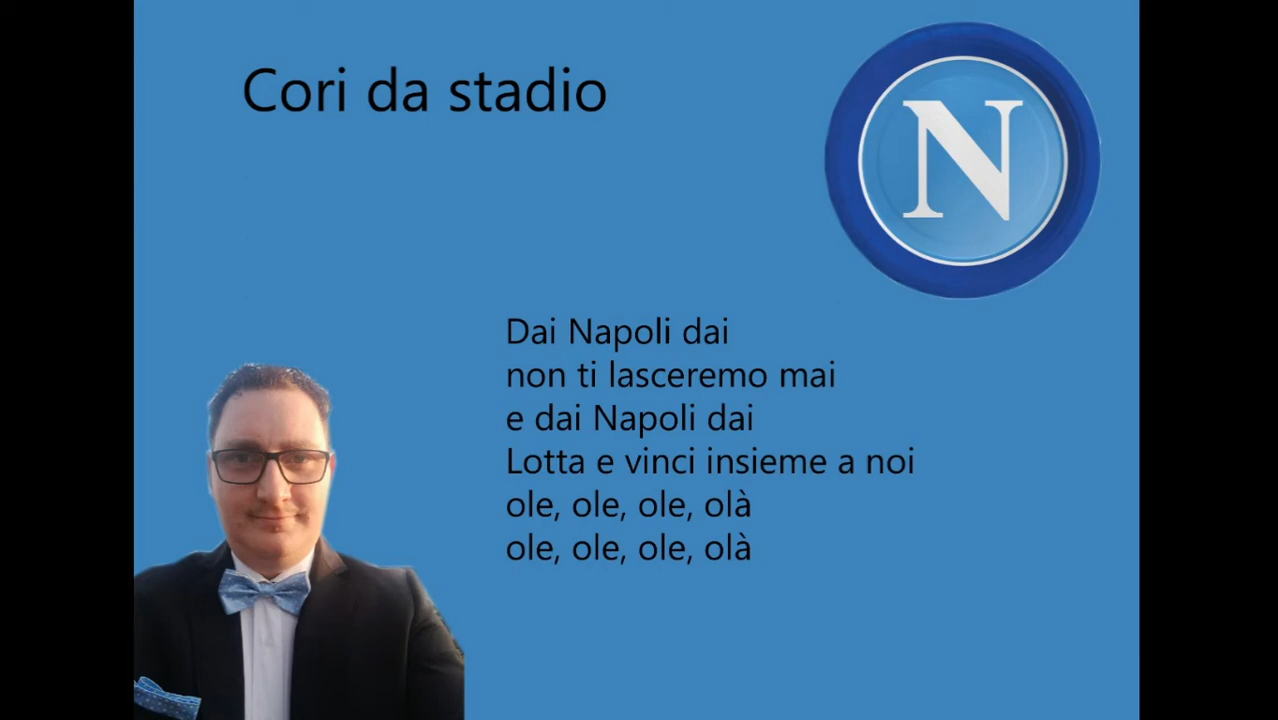 Cori da stadio
N
Dai Napoli dai
non ti lasceremo mai
e dai Napoli dai
Lotta e vinci insieme a noi
ole, ole, ole, olà
ole, ole, ole, olà